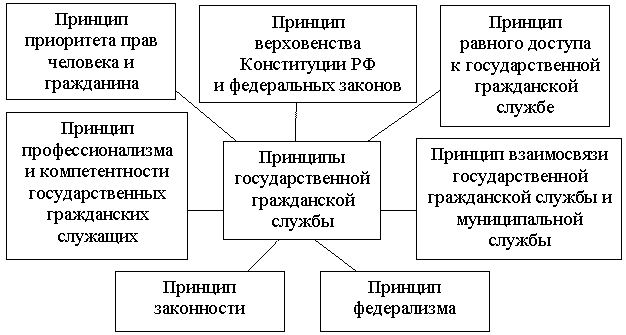 Принцип
приоритета прав
человека и
гражданина
Принцип
верховенства
Конституции РФ
и федеральных законов
Принцип
равного доступа
к государственной
гражданской
службе
Принцип
профессионализма
и компетентности
государственных
гражданских
служащих
Принципы
государственной
гражданской
службы
Принцип взаимосвязи
государственной
гражданской службы и
муниципальной
службы
Принцип
законности
Принцип
федерализма